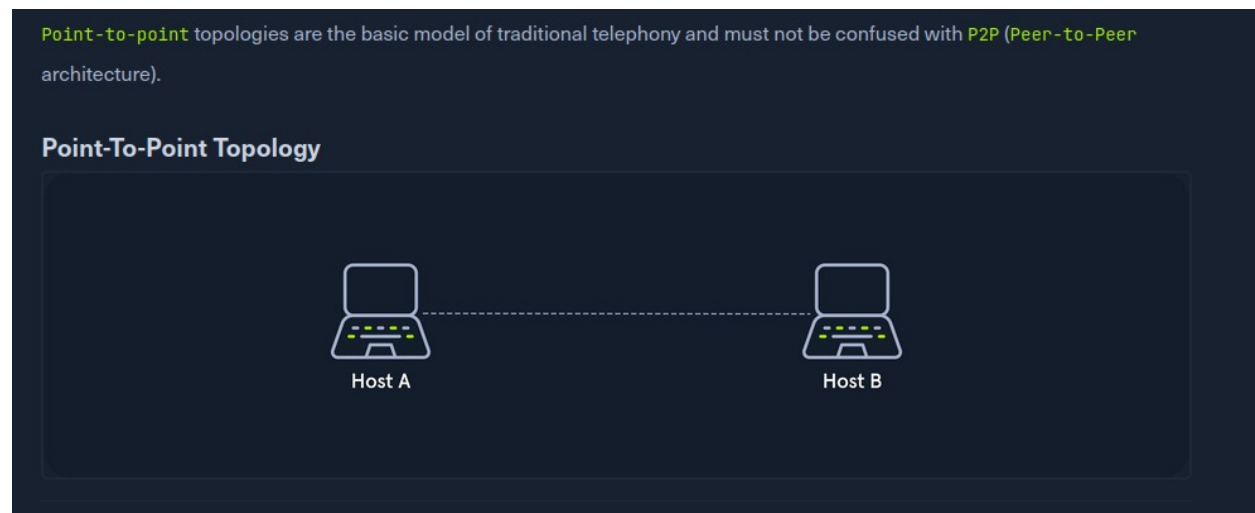 Point-to-point topologies are the basic model of traditional telephony and must not be confused with P2P (Peer-to-Peer
architecture).
Point-To-Point Topology
Host A
Host B